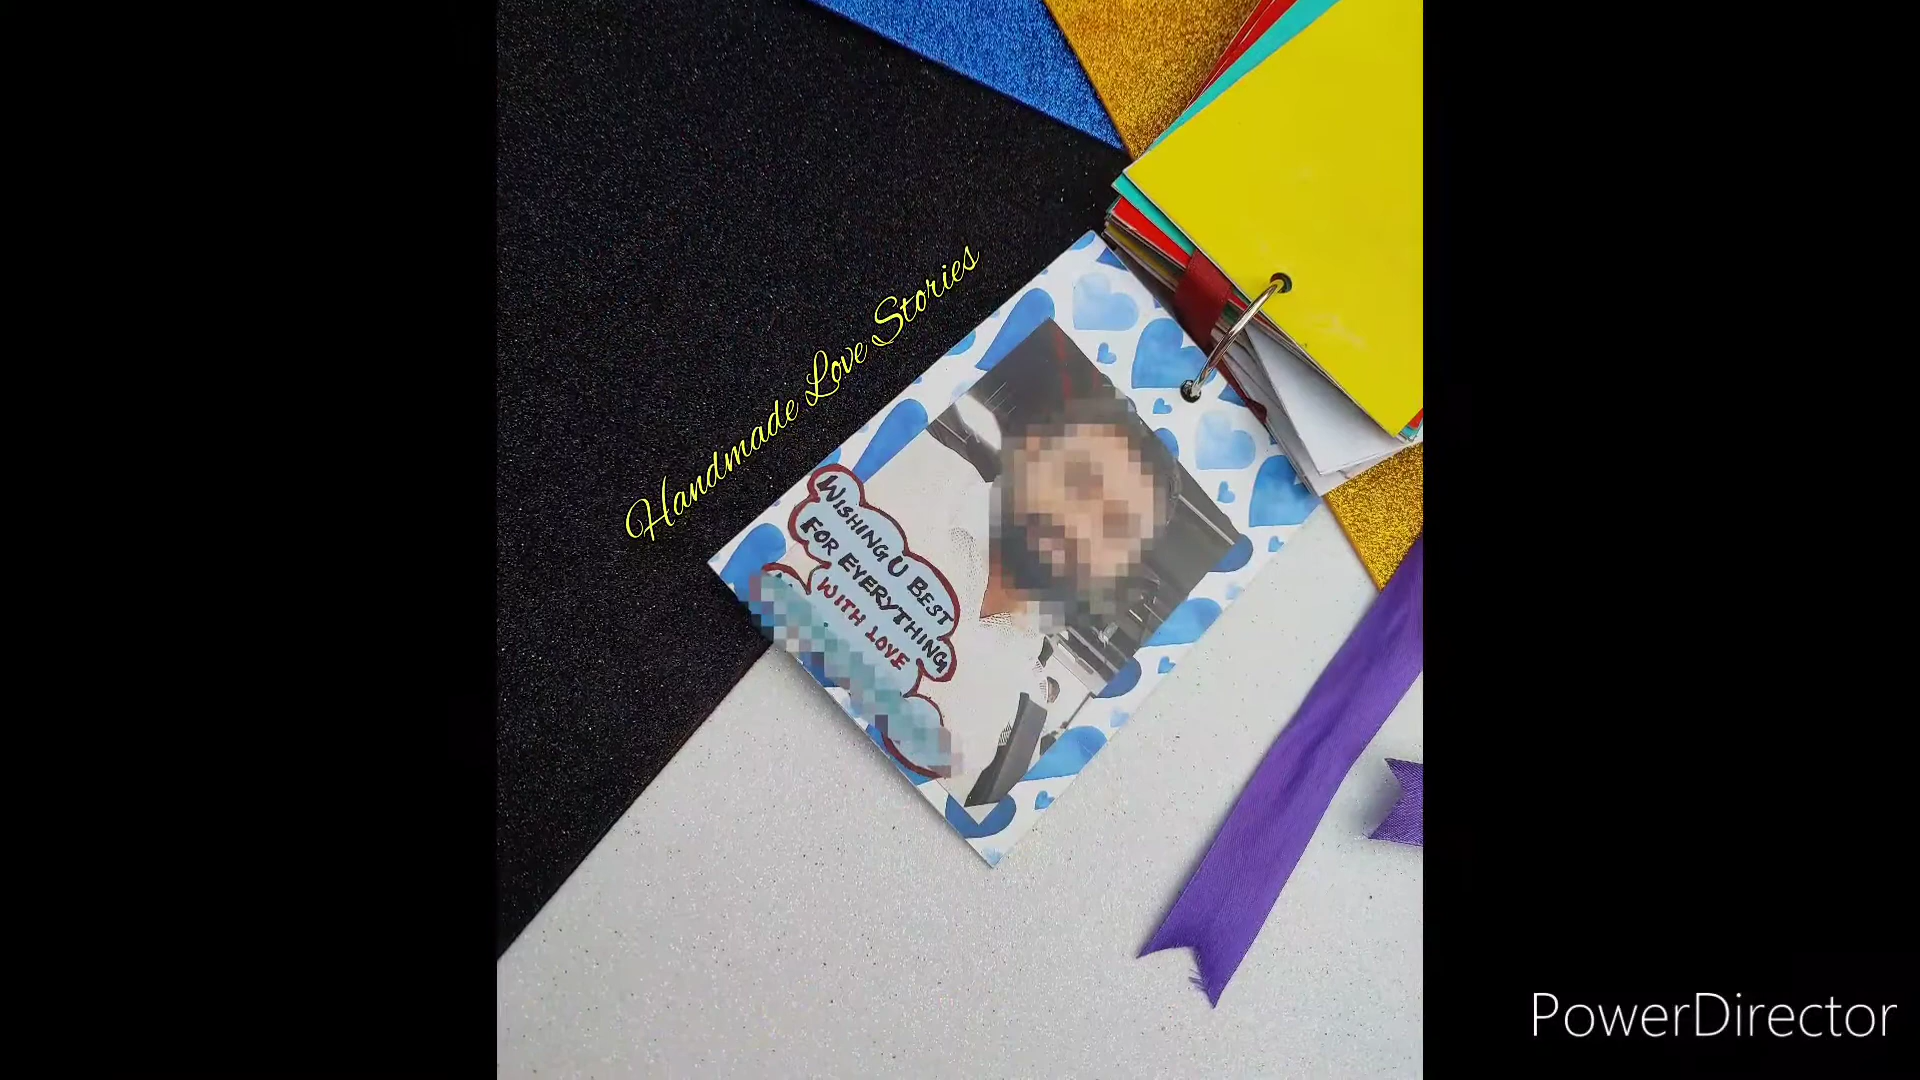 Handmade Love Stories
WISHING U BEST
FOR EVERYTHING
WITH LOVE
PowerDirector